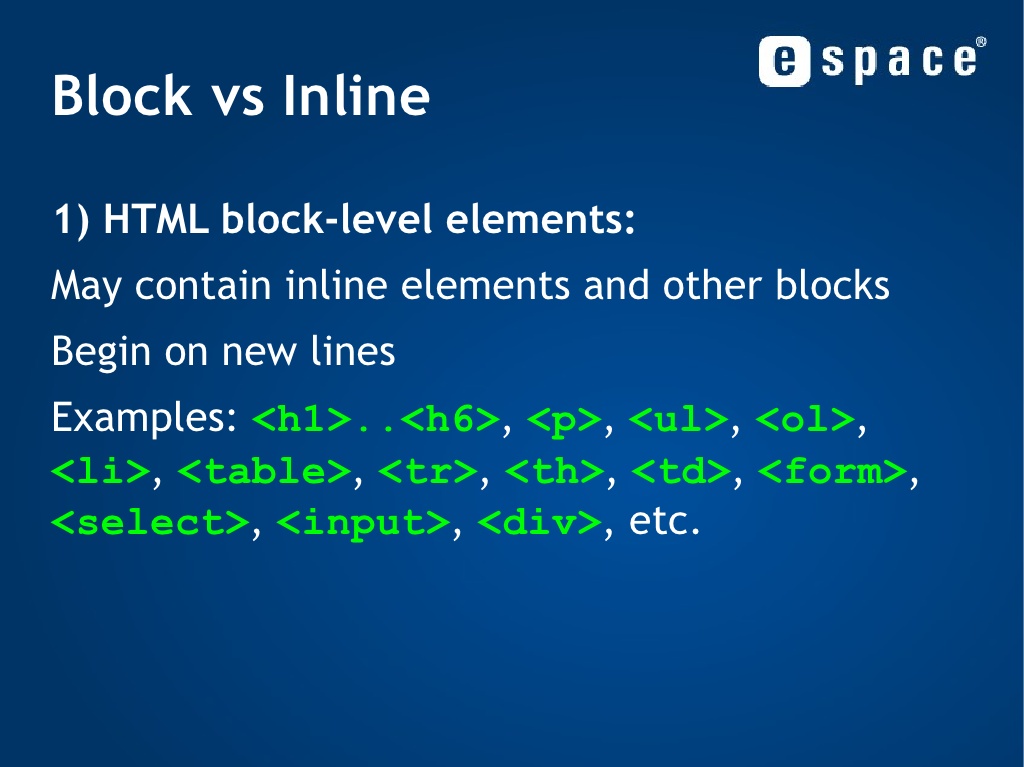 e space®
Block vs Inline
1) HTML block-level elements:
May contain inline elements and other blocks
Begin on new lines
Examples: <h1>..<h6>, <p>, <ul>, <ol>,
<li>, <table>, <tr>, <th>, <td>, <form>,
<select>, <input>, <div>, etc.